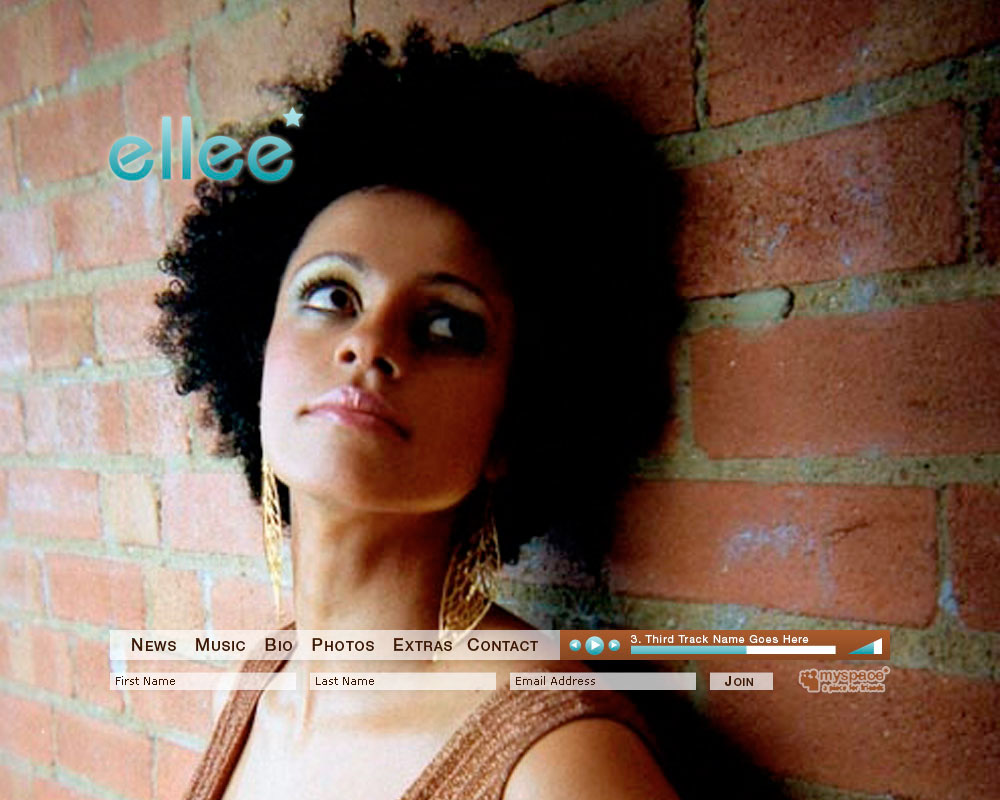 ellee
News Music Bio Photos Extras Contact
3. Third Track Name Goes Here
First Name Last Name Email Address Join
myspace
a place for friends